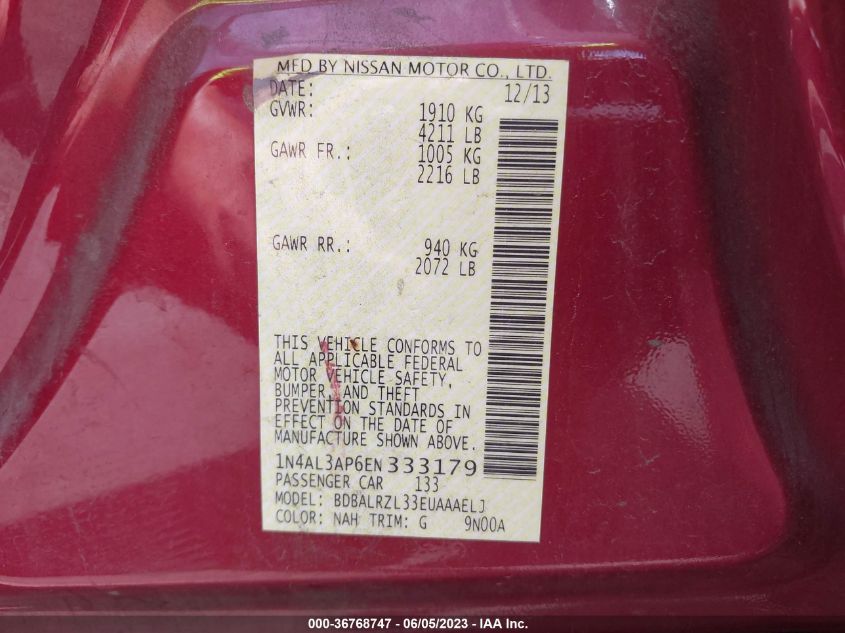 MFD BY NISSAN MOTOR CO., LTD.
DATE: 12/13
GVWR: 1910 KG
4211 LB
GAWR FR.: 1005 KG
2216 LB
GAWR RR.: 940 KG
2072 LB
THIS VEHICLE CONFORMS TO
ALL APPLICABLE FEDERAL
MOTOR VEHICLE SAFETY,
BUMPER, AND THEFT
PREVENTION STANDARDS IN
EFFECT ON THE DATE OF
MANUFACTURE SHOWN ABOVE.
1N4AL3AP6EN 333179
PASSENGER CAR 133
MODEL: BDBALRZL33EUAAAELJ
COLOR: NAH TRIM: G 9N00A
000-36768747 - 06/05/2023 - IAA Inc.